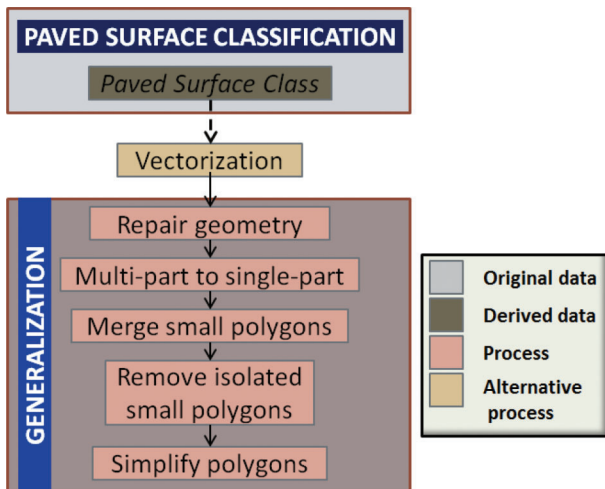 PAVED SURFACE CLASSIFICATION
Paved Surface Class
Vectorization
GENERALIZATION
Repair geometry
Multi-part to single-part
Merge small polygons
Remove isolated
small polygons
Simplify polygons
Original data
Derived data
Process
Alternative
process